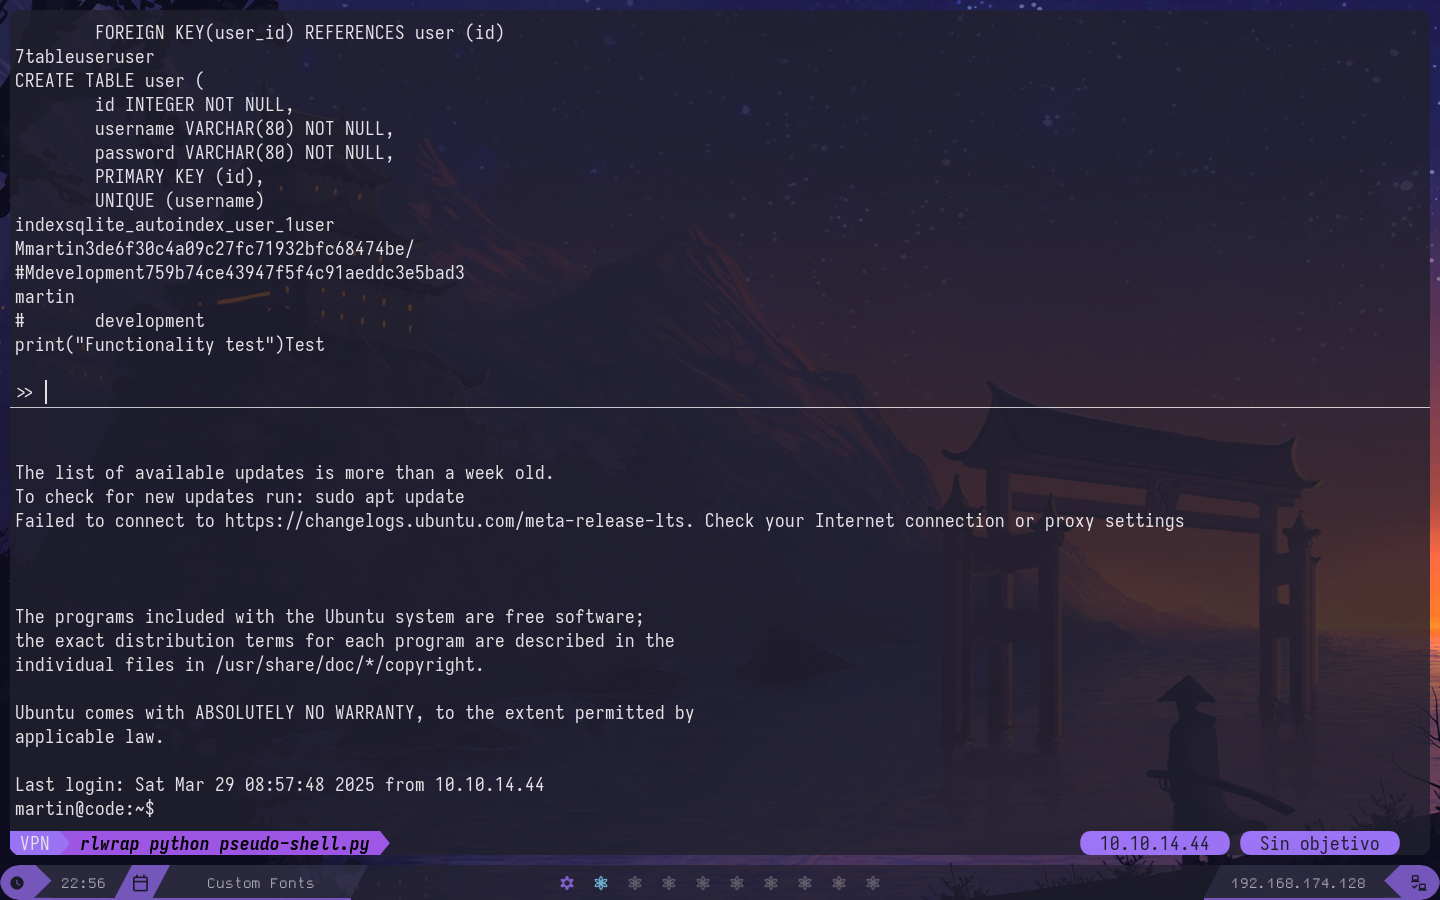 FOREIGN KEY(user_id) REFERENCES user (id)
7tableuseruser
CREATE TABLE user (
        id INTEGER NOT NULL,
        username VARCHAR(80) NOT NULL,
        password VARCHAR(80) NOT NULL,
        PRIMARY KEY (id),
        UNIQUE (username)
indexsqlite_autoindex_user_1user
Mmartin3de6f30c4a09c27fc71932bfc68474be/
#Mdevelopment759b74ce43947f5f4c91aeddc3e5bad3
martin
#       development
print("Functionality test")Test
>>
The list of available updates is more than a week old.
To check for new updates run: sudo apt update
Failed to connect to https://changelogs.ubuntu.com/meta-release-lts. Check your Internet connection or proxy settings
The programs included with the Ubuntu system are free software;
the exact distribution terms for each program are described in the
individual files in /usr/share/doc/*/copyright.
Ubuntu comes with ABSOLUTELY NO WARRANTY, to the extent permitted by
applicable law.
Last login: Sat Mar 29 08:57:48 2025 from 10.10.14.44
martin@code:~$
VPN rlwrap python pseudo-shell.py 10.10.14.44 Sin objetivo
22:56 Custom Fonts 192.168.174.128